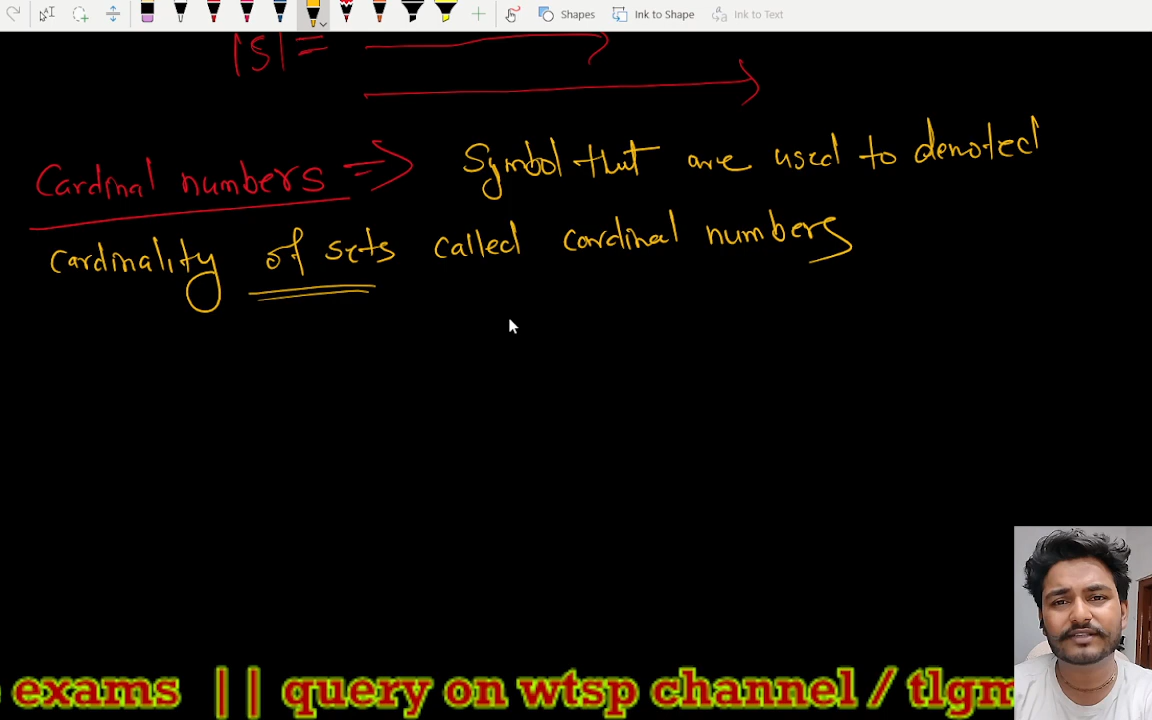 Shapes Ink to Shape Ink to Text
|S| =
Cardinal numbers => Symbol that are used to denoted
cardinality of sets called cardinal numbers
exams || query on wtsp channel / tlgm